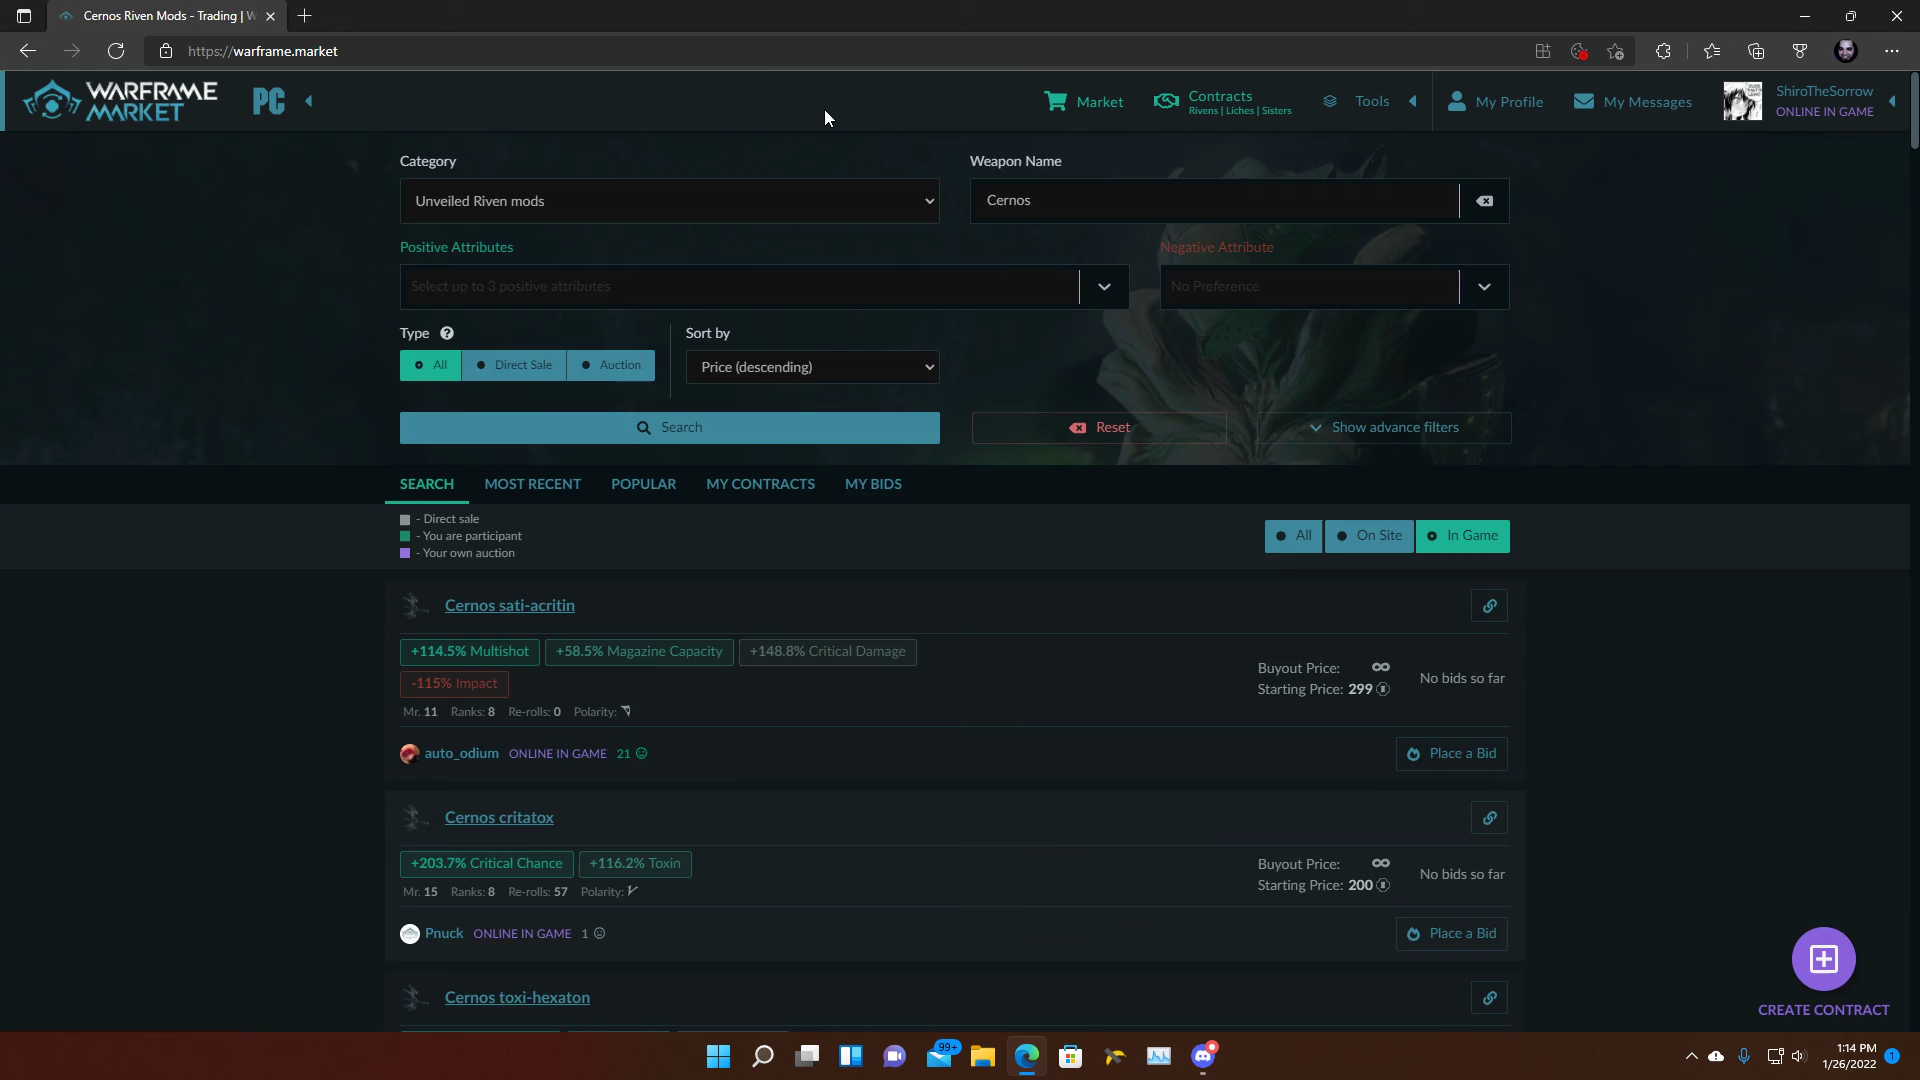 Cernos Riven Mods - Trading | W
https://warframe.market
WARFRAME
MARKET
PC
Market
Contracts
Rivens | Liches | Sisters
Tools
My Profile
My Messages
ShiroTheSorrow
ONLINE IN GAME
Category
Weapon Name
Unveiled Riven mods
Cernos
Positive Attributes
Negative Attribute
Select up to 3 positive attributes
No Preference
Type
Sort by
All
Direct Sale
Auction
Price (descending)
Search
Reset
Show advance filters
SEARCH
MOST RECENT
POPULAR
MY CONTRACTS
MY BIDS
- Direct sale
- You are participant
- Your own auction
All
On Site
In Game
Cernos sati-acritin
+114.5% Multishot
+58.5% Magazine Capacity
+148.8% Critical Damage
-115% Impact
Buyout Price: ∞
Starting Price: 299
No bids so far
Mr. 11 Ranks: 8 Re-rolls: 0 Polarity:
auto_odium ONLINE IN GAME 21
Place a Bid
Cernos critatox
+203.7% Critical Chance
+116.2% Toxin
Buyout Price: ∞
Starting Price: 200
No bids so far
Mr. 15 Ranks: 8 Re-rolls: 57 Polarity:
Pnuck ONLINE IN GAME 1
Place a Bid
Cernos toxi-hexaton
CREATE CONTRACT
99+
1:14 PM
1/26/2022
1